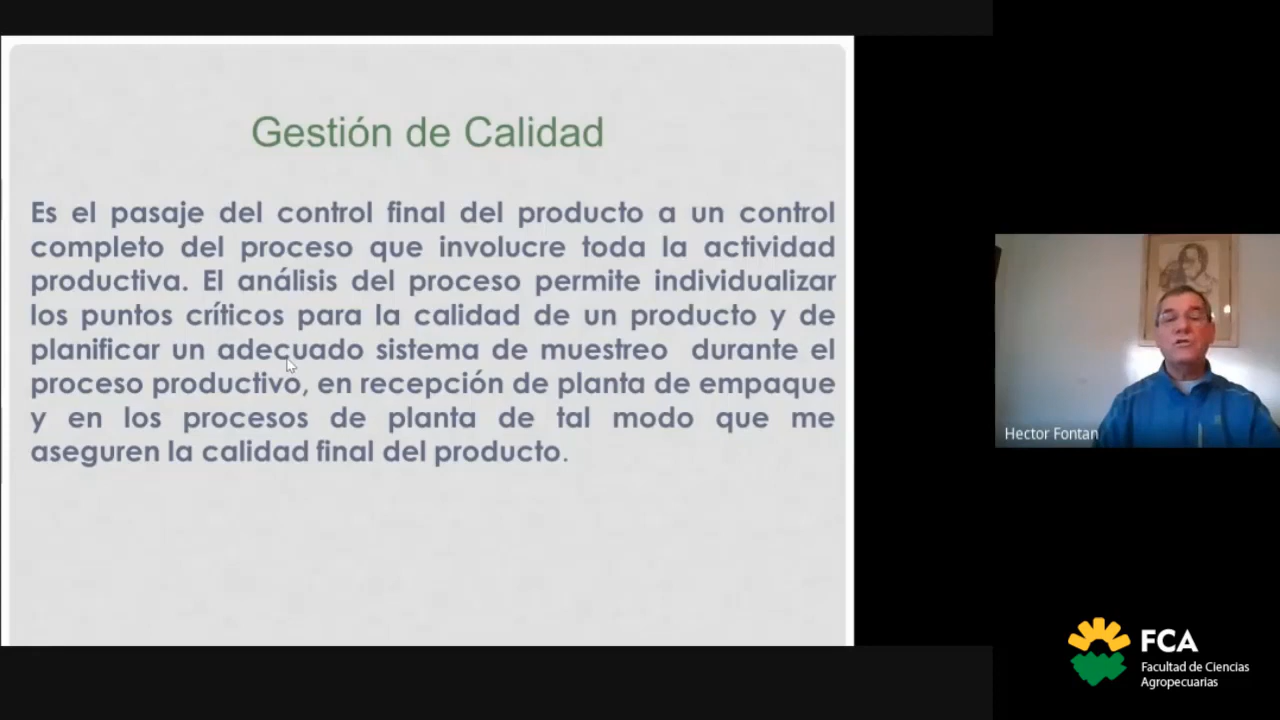 Gestión de Calidad
Es el pasaje del control final del producto a un control
completo del proceso que involucre toda la actividad
productiva. El análisis del proceso permite individualizar
los puntos críticos para la calidad de un producto y de
planificar un adecuado sistema de muestreo durante el
proceso productivo, en recepción de planta de empaque
y en los procesos de planta de tal modo que me
aseguren la calidad final del producto.
Hector Fontan
FCA
Facultad de Ciencias
Agropecuarias